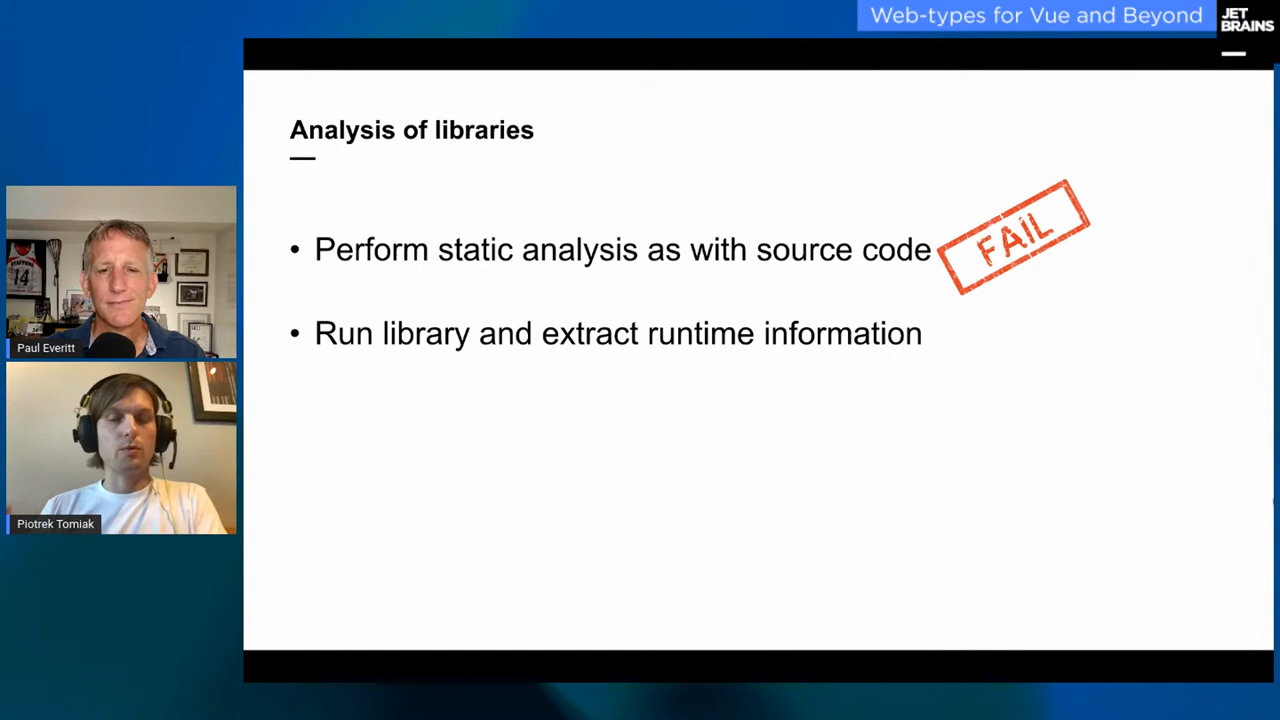 Web-types for Vue and Beyond
JET
BRAINS
Analysis of libraries
• Perform static analysis as with source code
FAIL
• Run library and extract runtime information
14
Paul Everitt
Piotrek Tomiak